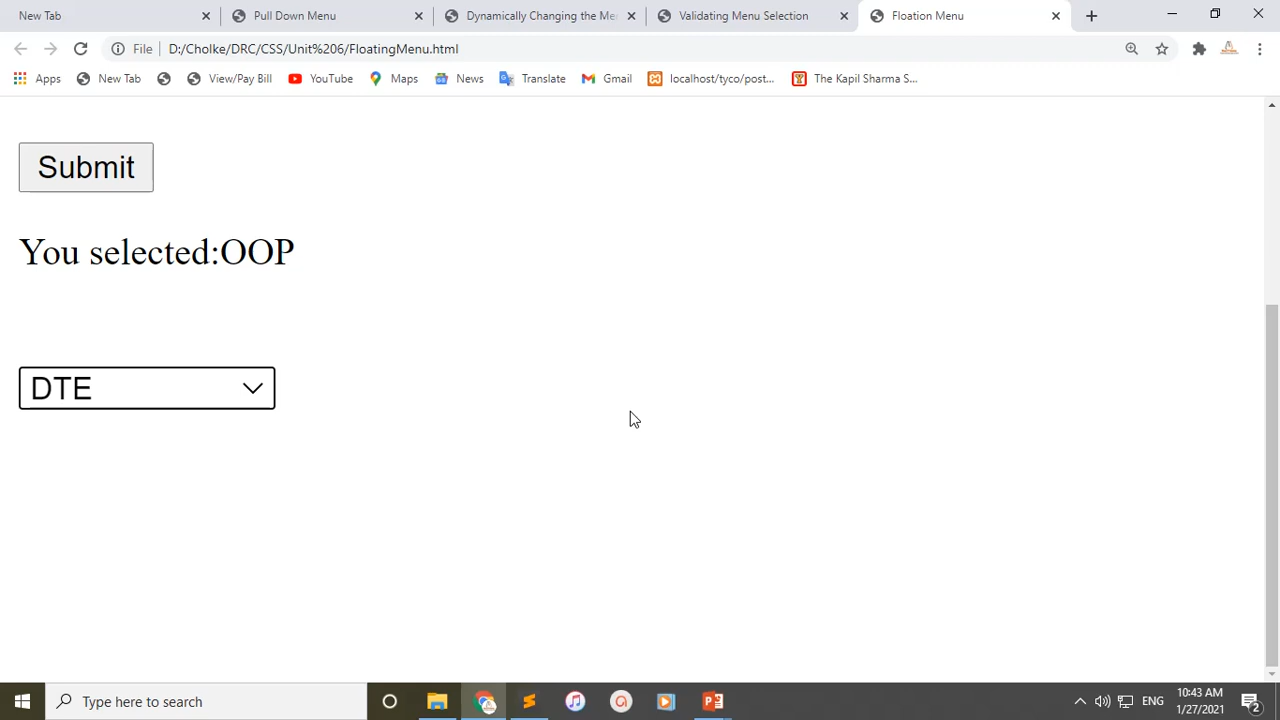 New Tab
Pull Down Menu
Dynamically Changing the Me
Validating Menu Selection
Floation Menu
File
D:/Cholke/DRC/CSS/Unit%206/FloatingMenu.html
Apps
New Tab
View/Pay Bill
YouTube
Maps
News
Translate
Gmail
localhost/tyco/post...
The Kapil Sharma S...
Submit
You selected:OOP
DTE
Type here to search
ENG
10:43 AM
1/27/2021
2